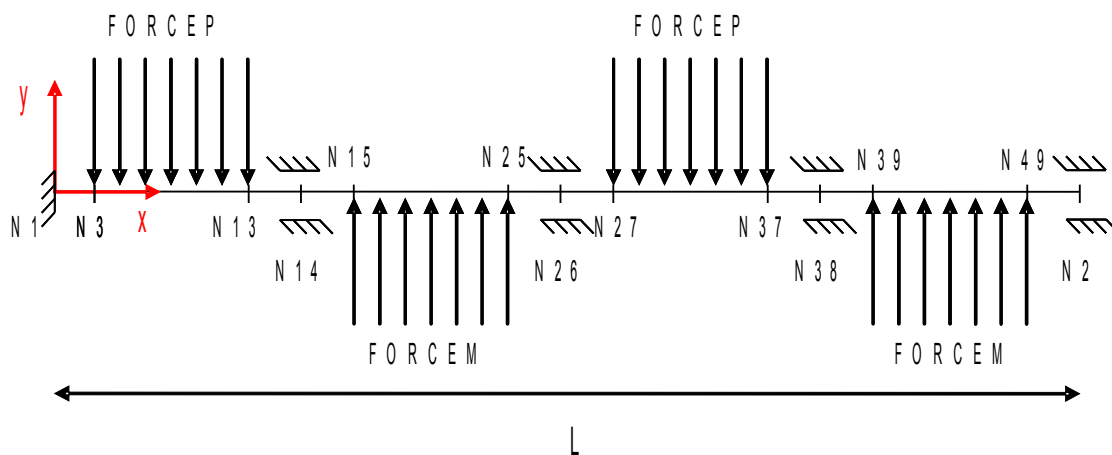 FORCEP
FORCEP
y
N15
N25
N39
N49
N1
N3
x
N13
N27
N37
N14
N26
N38
N2
FORCEM
FORCEM
L